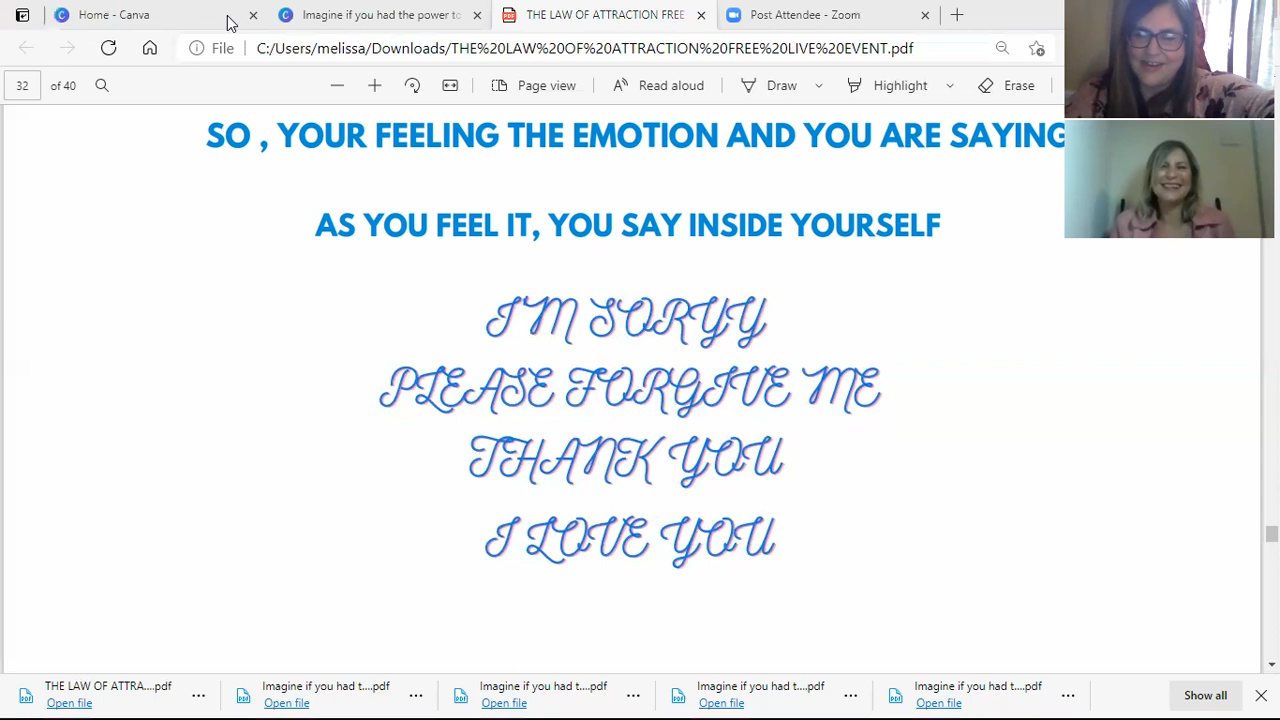 Home - Canva
Imagine if you had the power to
THE LAW OF ATTRACTION FREE
Post Attendee - Zoom
File
C:/Users/melissa/Downloads/THE%20LAW%20OF%20ATTRACTION%20FREE%20LIVE%20EVENT.pdf
32 of 40
Page view
Read aloud
Draw
Highlight
Erase
SO , YOUR FEELING THE EMOTION AND YOU ARE SAYING
AS YOU FEEL IT, YOU SAY INSIDE YOURSELF
I'M SORYY
PLEASE FORGIVE ME
THANK YOU
I LOVE YOU
THE LAW OF ATTRA....pdf
Open file
Imagine if you had t....pdf
Open file
Imagine if you had t....pdf
Open file
Imagine if you had t....pdf
Open file
Imagine if you had t....pdf
Open file
Show all